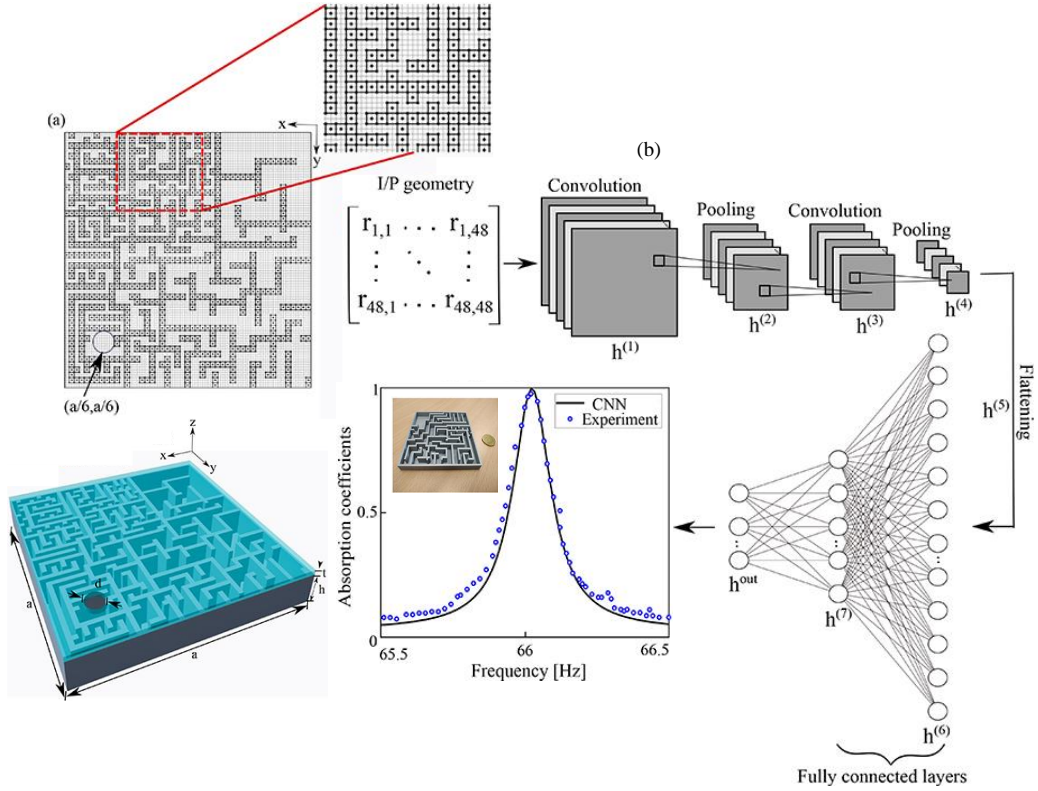 (a)
x
y
(a/6,a/6)
z
x
y
d
t
h
a
a
(b)
I/P geometry
r1,1 . . . r1,48
r48,1 . . . r48,48
Convolution
h(1)
Pooling
h(2)
Convolution
h(3)
Pooling
h(4)
Flattening
h(5)
h(6)
h(7)
hout
Fully connected layers
CNN
Experiment
Absorption coefficients
1
0.5
0
65.5
66
66.5
Frequency [Hz]